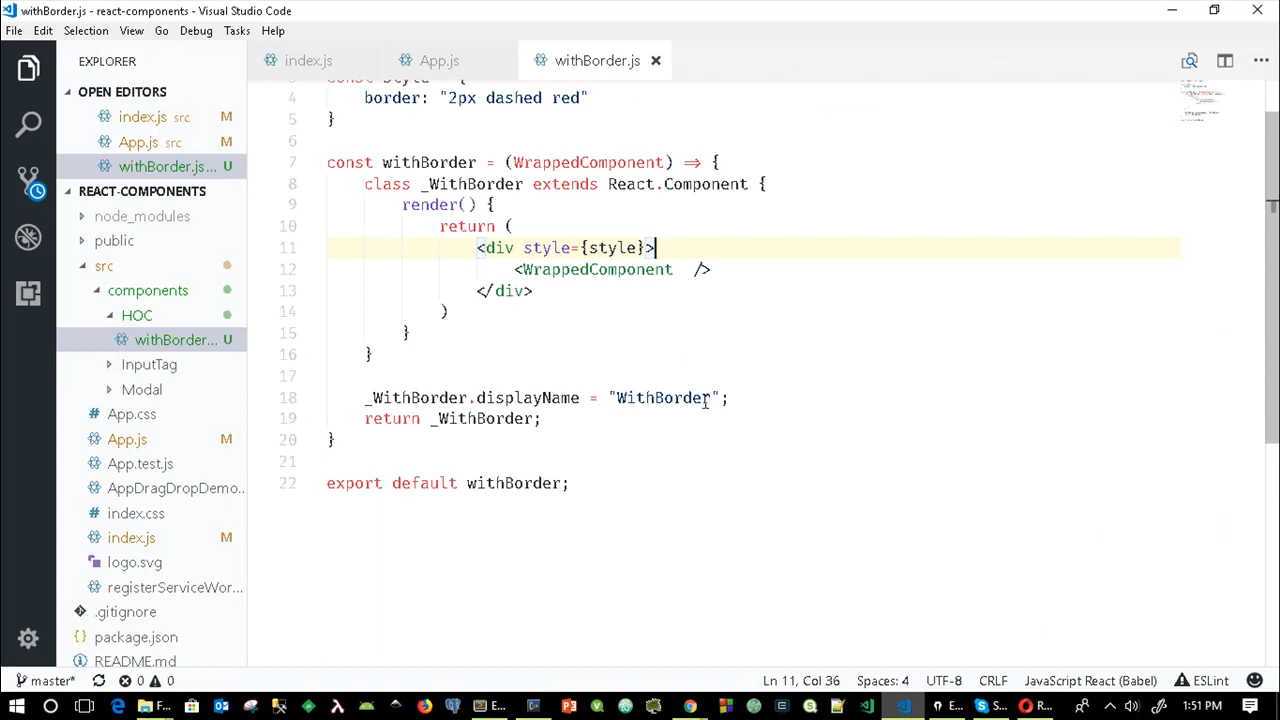 withBorder.js - react-components - Visual Studio Code
File Edit Selection View Go Debug Tasks Help
EXPLORER
OPEN EDITORS
index.js src M
App.js src M
withBorder.js... U
REACT-COMPONENTS
node_modules
public
src
components
HOC
withBorder... U
InputTag
Modal
App.css
App.js M
App.test.js
AppDragDropDemo...
index.css
index.js M
logo.svg
registerServiceWor...
.gitignore
package.json
README.md
index.js
App.js
withBorder.js
4 border: "2px dashed red"
5 }
6
7 const withBorder = (WrappedComponent) => {
8 class _WithBorder extends React.Component {
9 render() {
10 return (
11 <div style={style}>
12 <WrappedComponent />
13 </div>
14 )
15 }
16 }
17
18 _WithBorder.displayName = "WithBorder";
19 return _WithBorder;
20 }
21
22 export default withBorder;
master* 0 0 Ln 11, Col 36 Spaces: 4 UTF-8 CRLF JavaScript React (Babel) ESLint
F... E... E... S... R... 1:51 PM